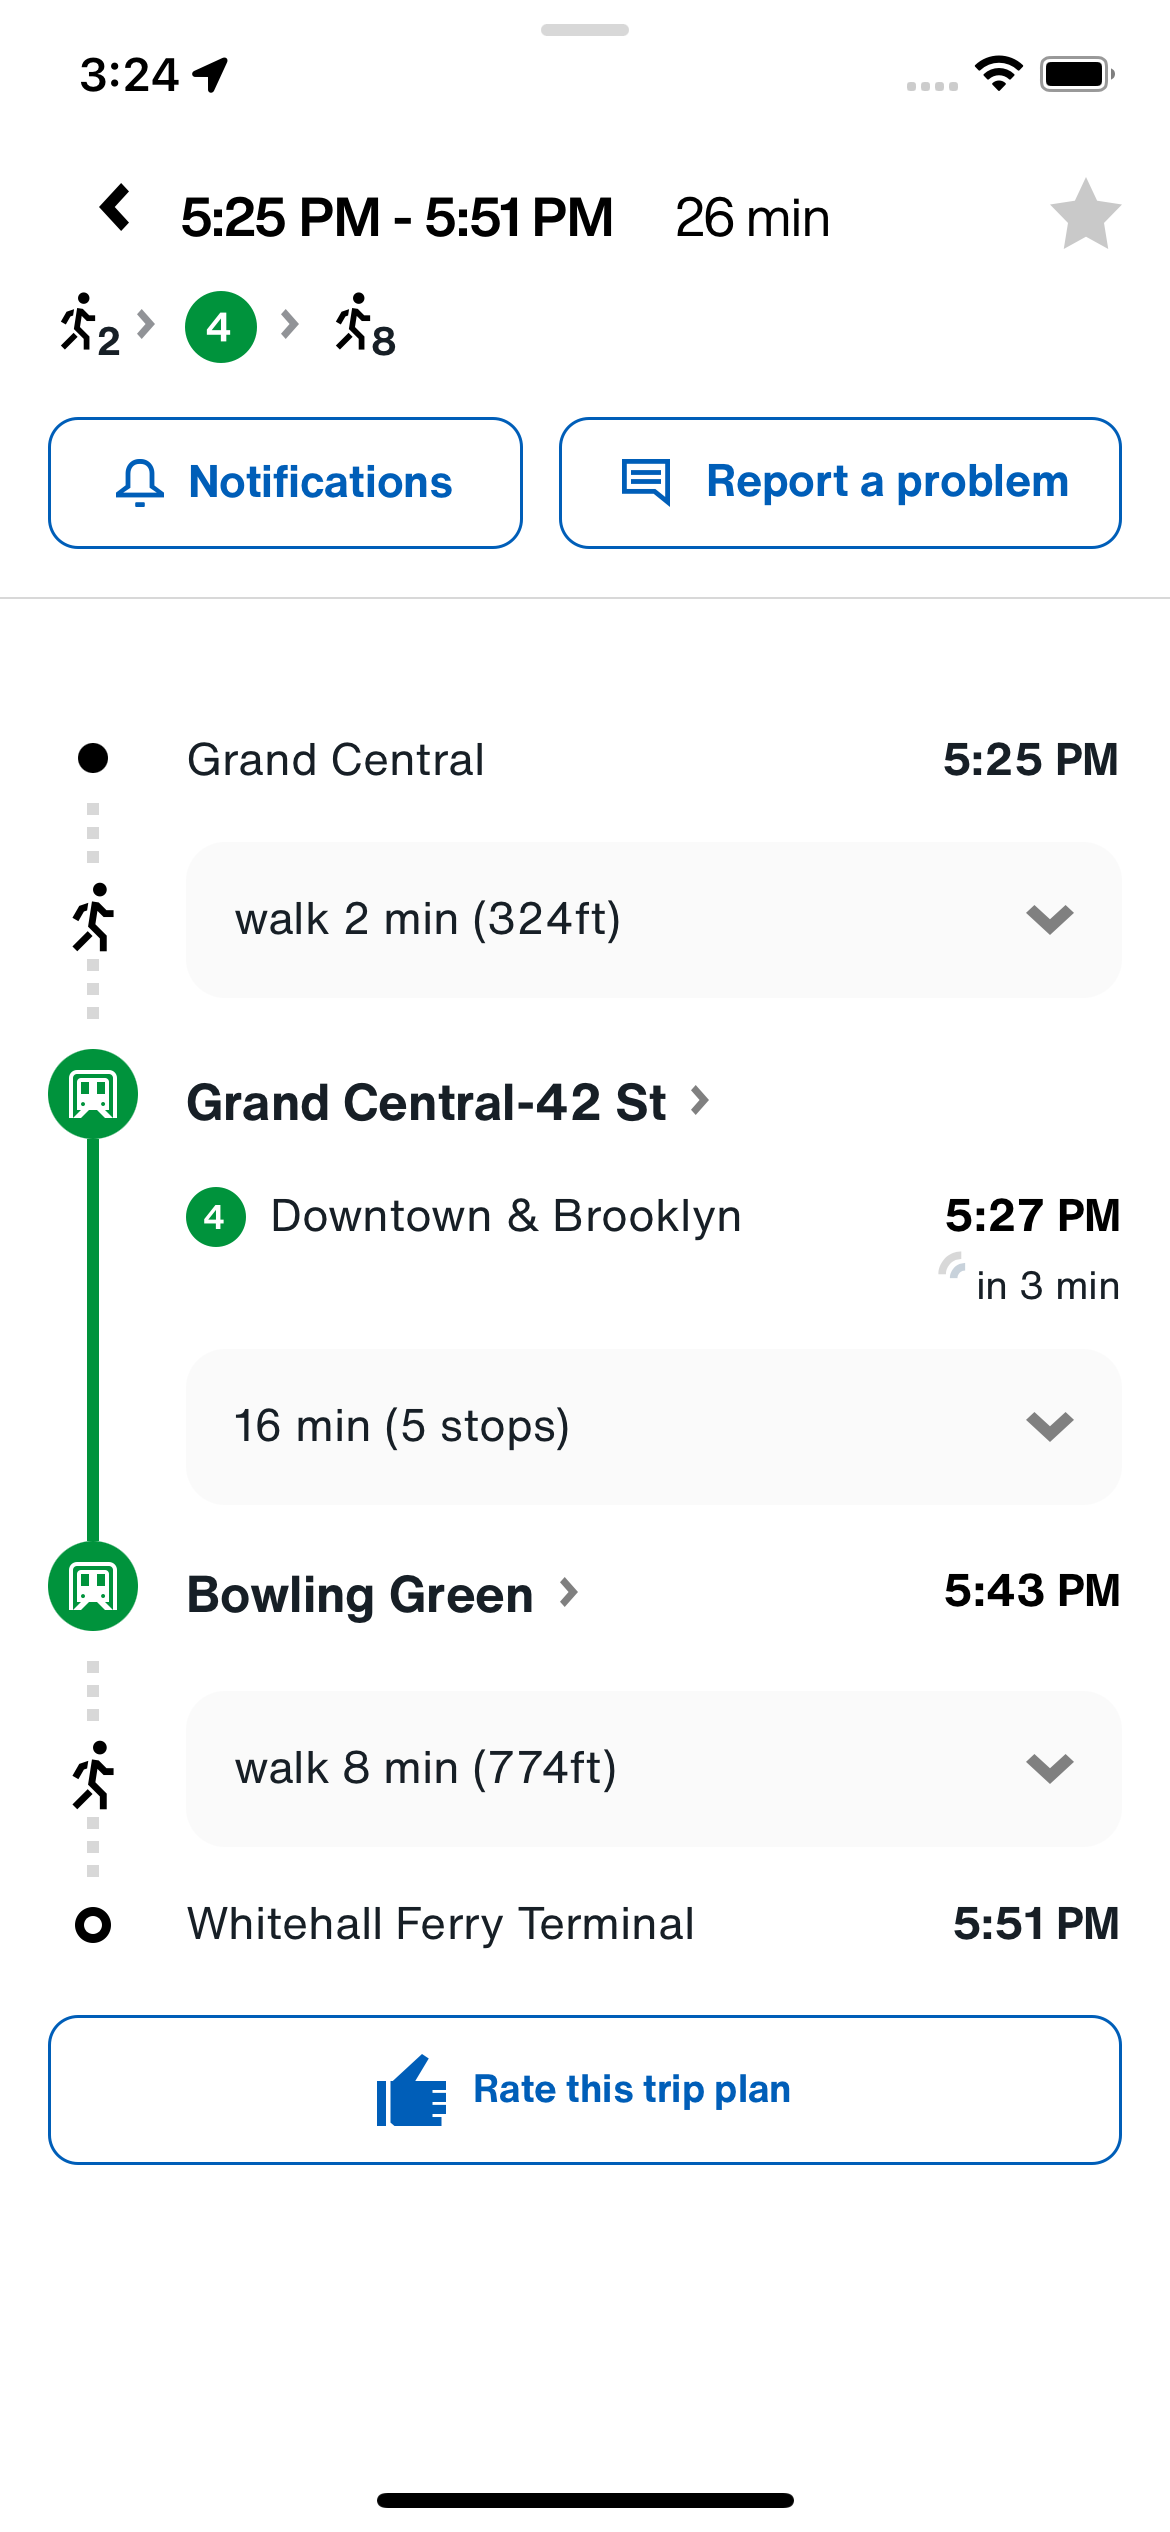 3:24
5:25 PM - 5:51 PM 26 min
2 4 8
Notifications Report a problem
Grand Central 5:25 PM
walk 2 min (324ft)
Grand Central-42 St
4 Downtown & Brooklyn 5:27 PM
in 3 min
16 min (5 stops)
Bowling Green 5:43 PM
walk 8 min (774ft)
Whitehall Ferry Terminal 5:51 PM
Rate this trip plan